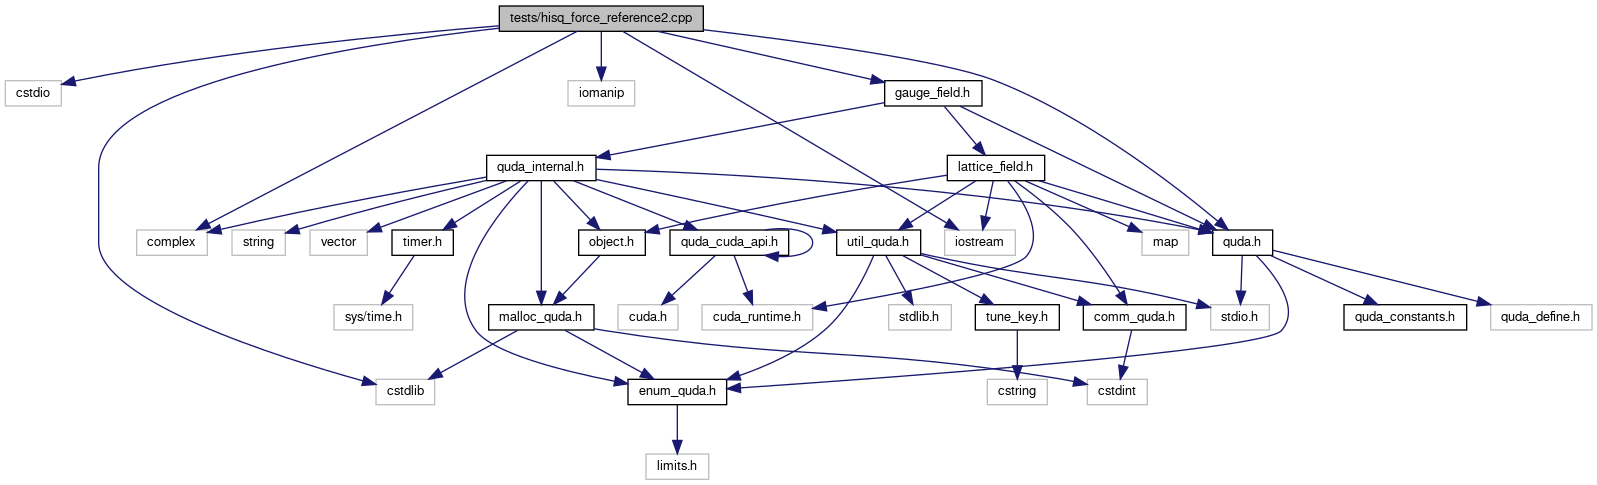 tests/hisq_force_reference2.cpp
cstdio
iomanip
gauge_field.h
quda_internal.h
lattice_field.h
complex
string
vector
timer.h
object.h
quda_cuda_api.h
util_quda.h
iostream
map
quda.h
sys/time.h
malloc_quda.h
cuda.h
cuda_runtime.h
stdlib.h
tune_key.h
comm_quda.h
stdio.h
quda_constants.h
quda_define.h
cstdlib
enum_quda.h
cstring
cstdint
limits.h